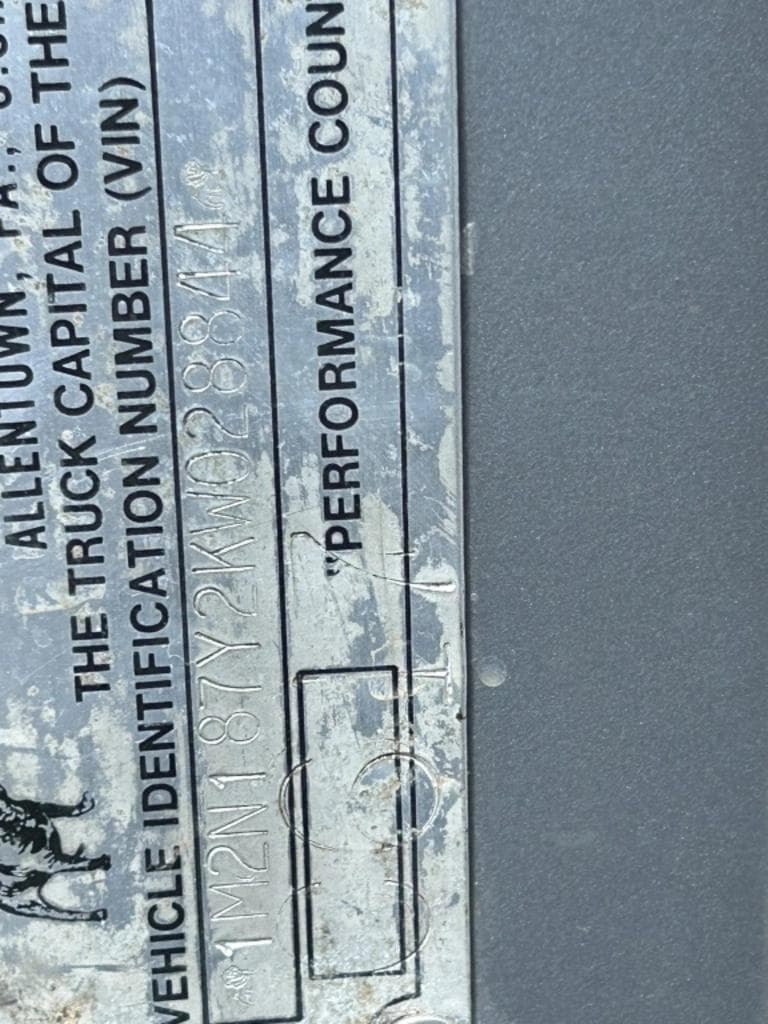 ALLENTOWN, PA.,
THE TRUCK CAPITAL OF THE
VEHICLE IDENTIFICATION NUMBER (VIN)
1M2N187Y2KW028844
"PERFORMANCE COUN